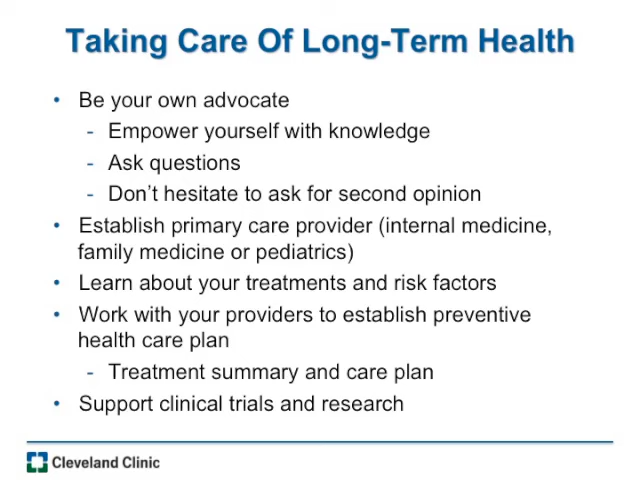 Taking Care Of Long-Term Health
• Be your own advocate
- Empower yourself with knowledge
- Ask questions
- Don’t hesitate to ask for second opinion
• Establish primary care provider (internal medicine,
family medicine or pediatrics)
• Learn about your treatments and risk factors
• Work with your providers to establish preventive
health care plan
- Treatment summary and care plan
• Support clinical trials and research
Cleveland Clinic